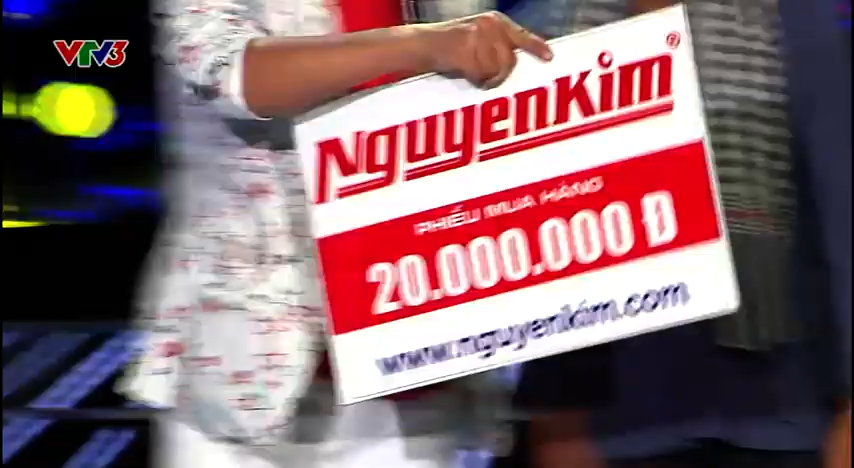 VTV3
NguyenKim®
PHIẾU MUA HÀNG
20.000.000 Đ
www.nguyenkim.com